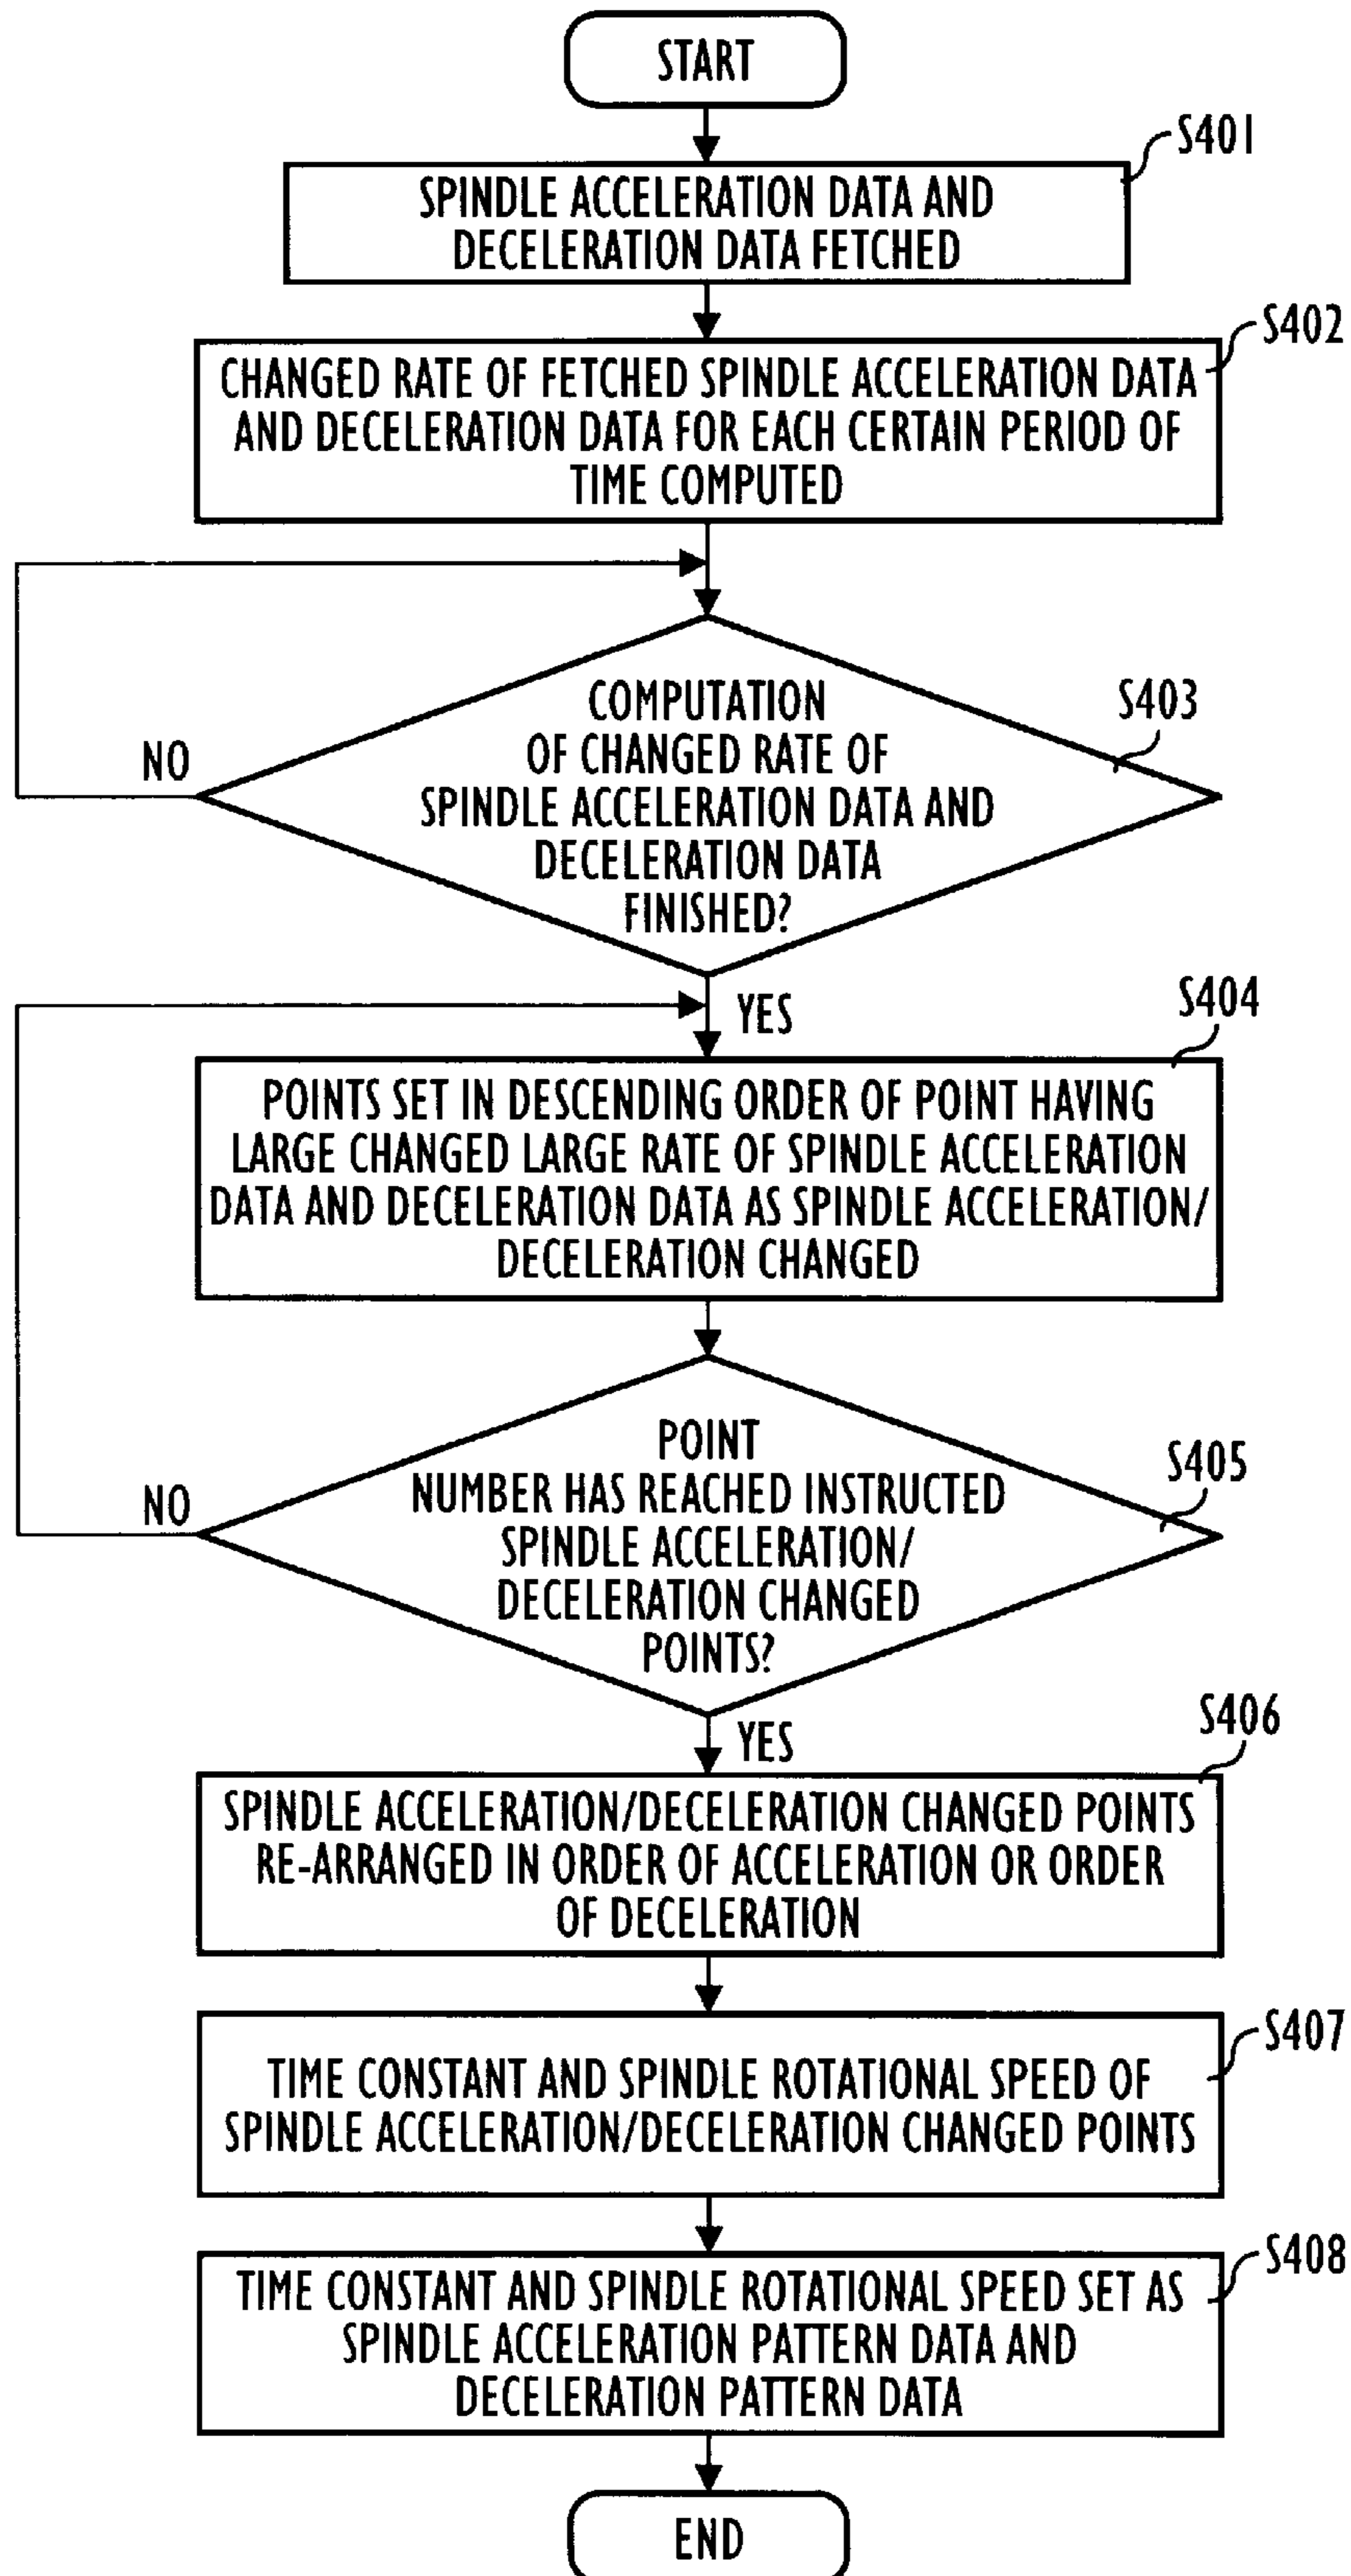 START
S401
SPINDLE ACCELERATION DATA AND
DECELERATION DATA FETCHED
S402
CHANGED RATE OF FETCHED SPINDLE ACCELERATION DATA
AND DECELERATION DATA FOR EACH CERTAIN PERIOD OF
TIME COMPUTED
S403
COMPUTATION
OF CHANGED RATE OF
SPINDLE ACCELERATION DATA AND
DECELERATION DATA
FINISHED?
NO
YES
S404
POINTS SET IN DESCENDING ORDER OF POINT HAVING
LARGE CHANGED LARGE RATE OF SPINDLE ACCELERATION
DATA AND DECELERATION DATA AS SPINDLE ACCELERATION/
DECELERATION CHANGED
S405
POINT
NUMBER HAS REACHED INSTRUCTED
SPINDLE ACCELERATION/
DECELERATION CHANGED
POINTS?
NO
YES
S406
SPINDLE ACCELERATION/DECELERATION CHANGED POINTS
RE-ARRANGED IN ORDER OF ACCELERATION OR ORDER
OF DECELERATION
S407
TIME CONSTANT AND SPINDLE ROTATIONAL SPEED OF
SPINDLE ACCELERATION/DECELERATION CHANGED POINTS
S408
TIME CONSTANT AND SPINDLE ROTATIONAL SPEED SET AS
SPINDLE ACCELERATION PATTERN DATA AND
DECELERATION PATTERN DATA
END